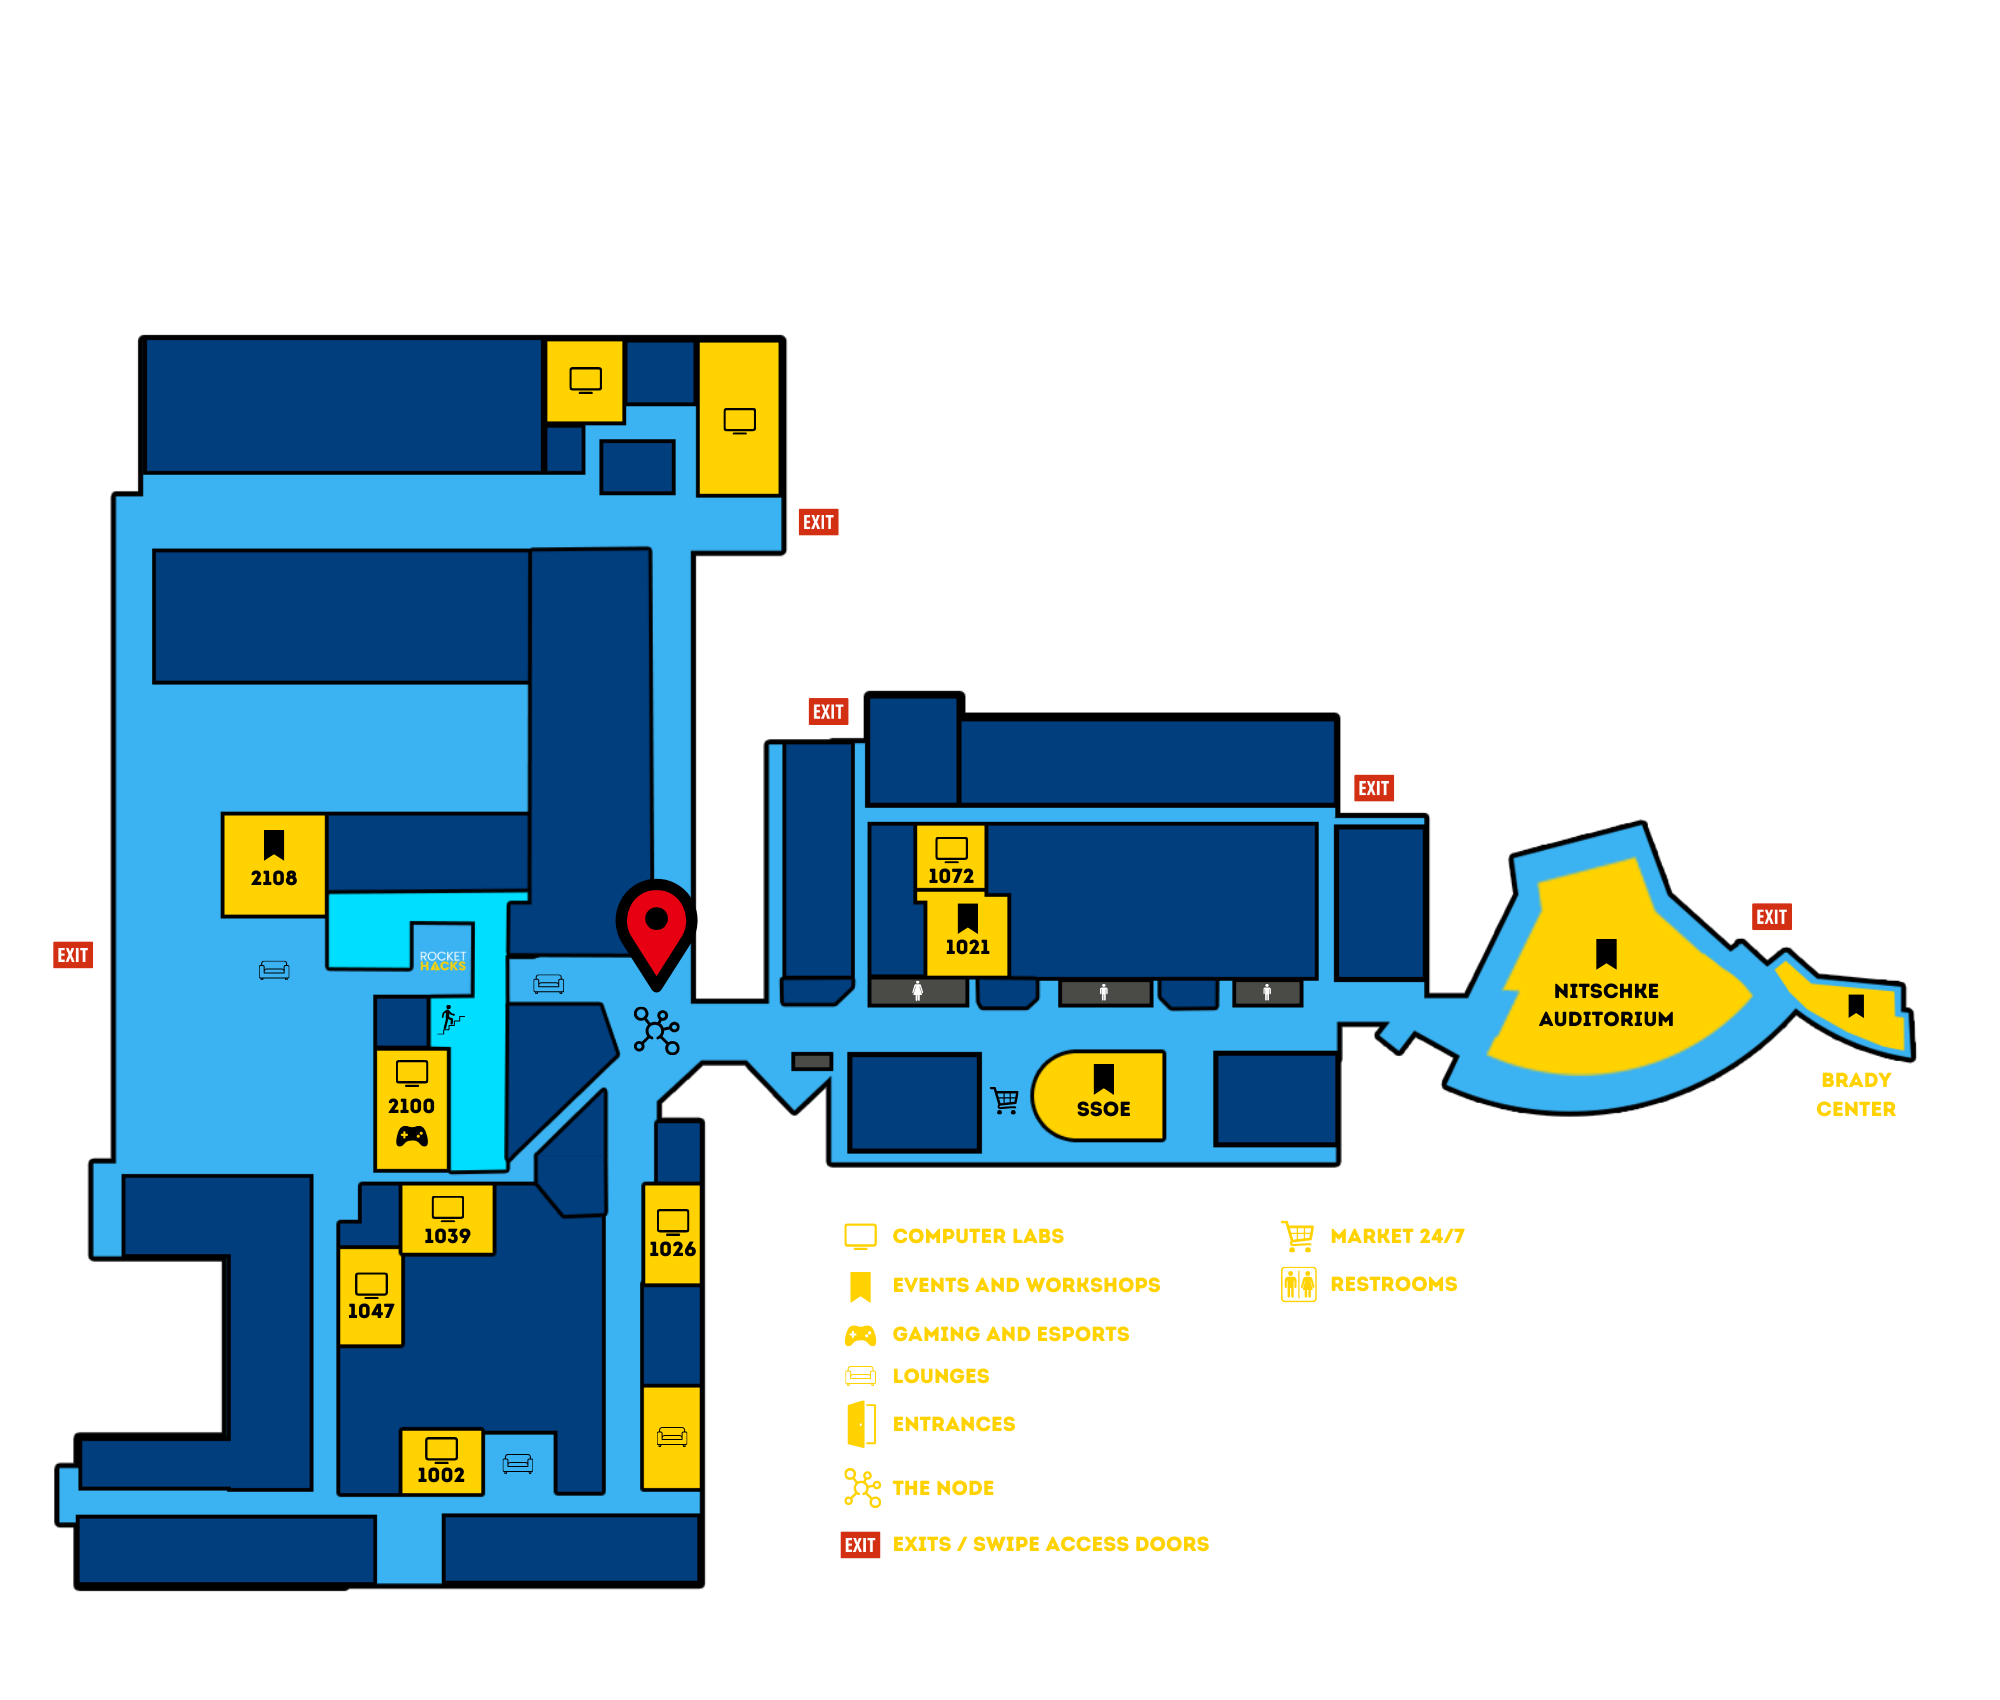 EXIT
EXIT
EXIT
1072
2108
EXIT
1021
EXIT
ROCKET
HACKS
NITSCHKE
AUDITORIUM
2100
SSOE
BRADY
CENTER
1039
1026
1047
1002
COMPUTER LABS
EVENTS AND WORKSHOPS
GAMING AND ESPORTS
LOUNGES
ENTRANCES
THE NODE
EXIT EXITS / SWIPE ACCESS DOORS
MARKET 24/7
RESTROOMS